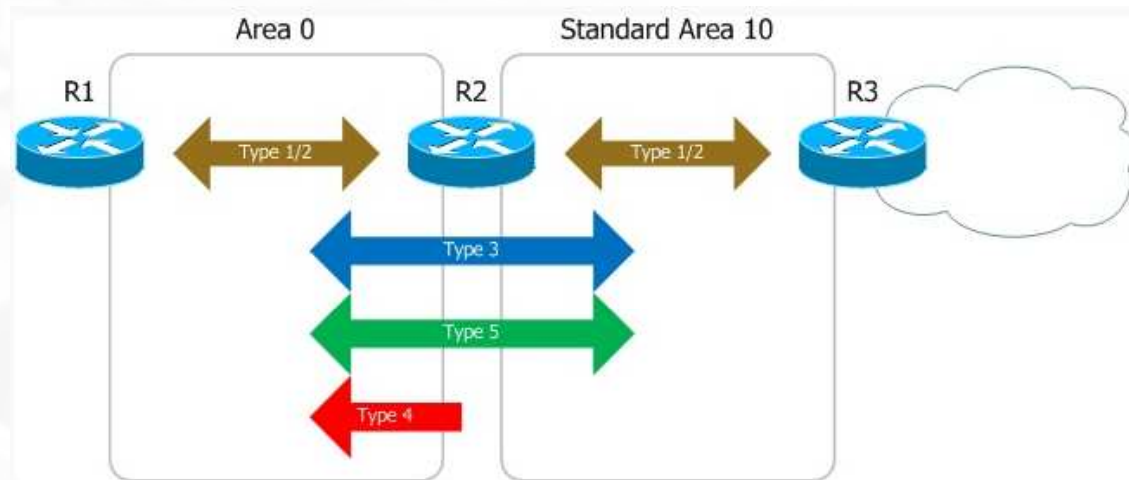 Area 0
Standard Area 10
R1
R2
R3
Type 1/2
Type 1/2
Type 3
Type 5
Type 4